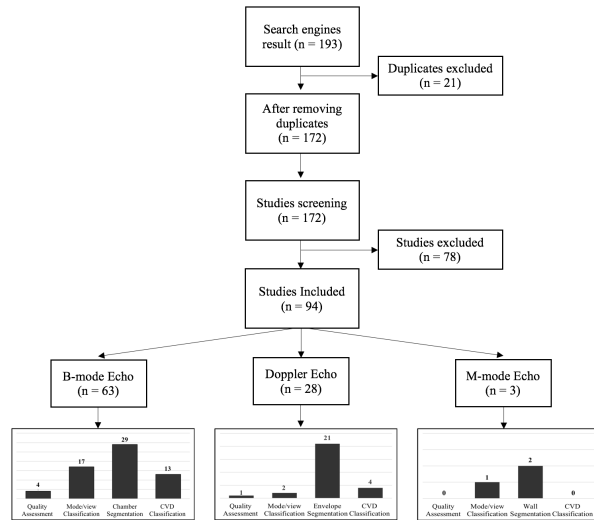 Search engines
result (n = 193)
Duplicates excluded
(n = 21)
After removing
duplicates
(n = 172)
Studies screening
(n = 172)
Studies excluded
(n = 78)
Studies Included
(n = 94)
B-mode Echo
(n = 63)
Doppler Echo
(n = 28)
M-mode Echo
(n = 3)
4
17
29
13
Quality
Assessment
Mode/view
Classification
Chamber
Segmentation
CVD
Classification
1
2
21
4
Quality
Assessment
Mode/view
Classification
Envelope
Segmentation
CVD
Classification
0
1
2
0
Quality
Assessment
Mode/view
Classification
Wall
Segmentation
CVD
Classification